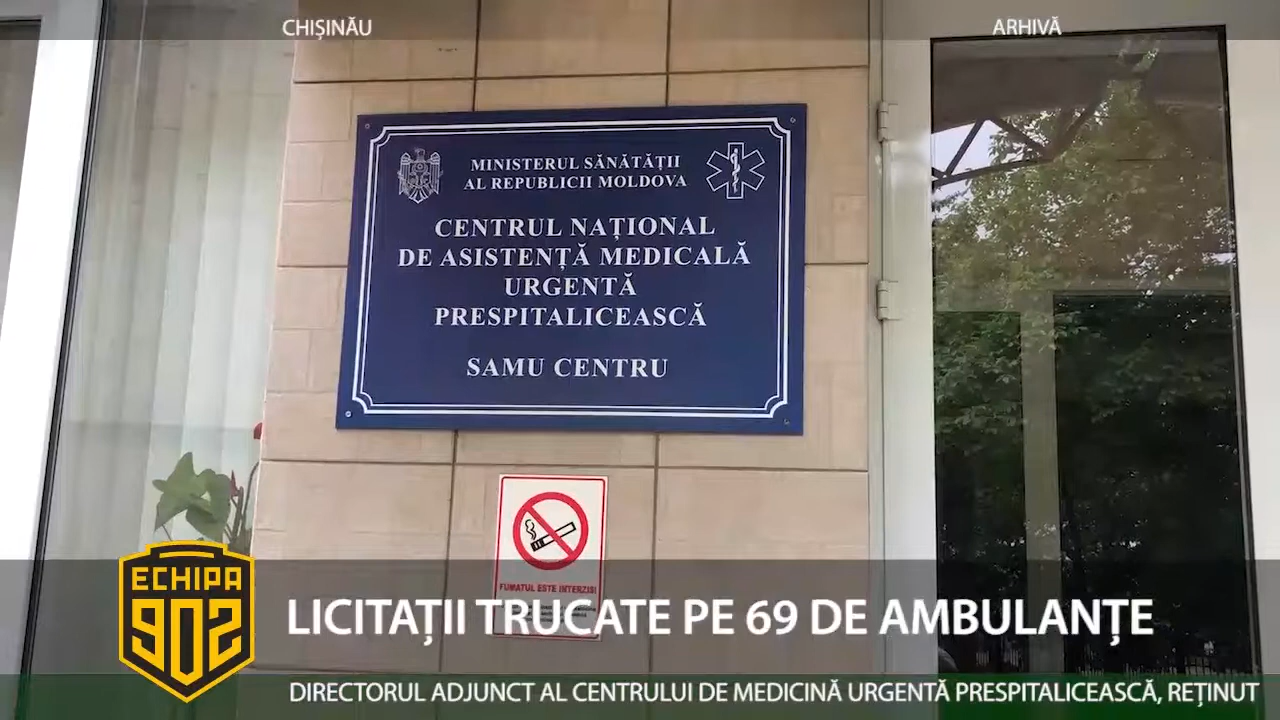 CHIȘINĂU
ARHIVĂ
MINISTERUL SĂNĂTĂȚII
AL REPUBLICII MOLDOVA
CENTRUL NAȚIONAL
DE ASISTENȚĂ MEDICALĂ
URGENTĂ
PRESPITALICEASCĂ
SAMU CENTRU
FUMATUL ESTE INTERZIS!
ECHIPA
902
LICITAȚII TRUCATE PE 69 DE AMBULANȚE
DIRECTORUL ADJUNCT AL CENTRULUI DE MEDICINĂ URGENTĂ PRESPITALICEASCĂ, REȚINUT